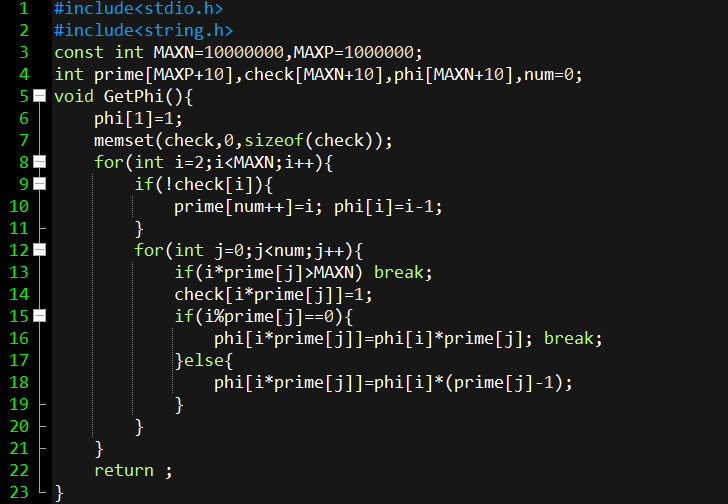 1 #include<stdio.h>
2 #include<string.h>
3 const int MAXN=10000000,MAXP=1000000;
4 int prime[MAXP+10],check[MAXN+10],phi[MAXN+10],num=0;
5 void GetPhi(){
6     phi[1]=1;
7     memset(check,0,sizeof(check));
8     for(int i=2;i<MAXN;i++){
9         if(!check[i]){
10             prime[num++]=i; phi[i]=i-1;
11         }
12         for(int j=0;j<num;j++){
13             if(i*prime[j]>MAXN) break;
14             check[i*prime[j]]=1;
15             if(i%prime[j]==0){
16                 phi[i*prime[j]]=phi[i]*prime[j]; break;
17             }else{
18                 phi[i*prime[j]]=phi[i]*(prime[j]-1);
19             }
20         }
21     }
22     return ;
23 }